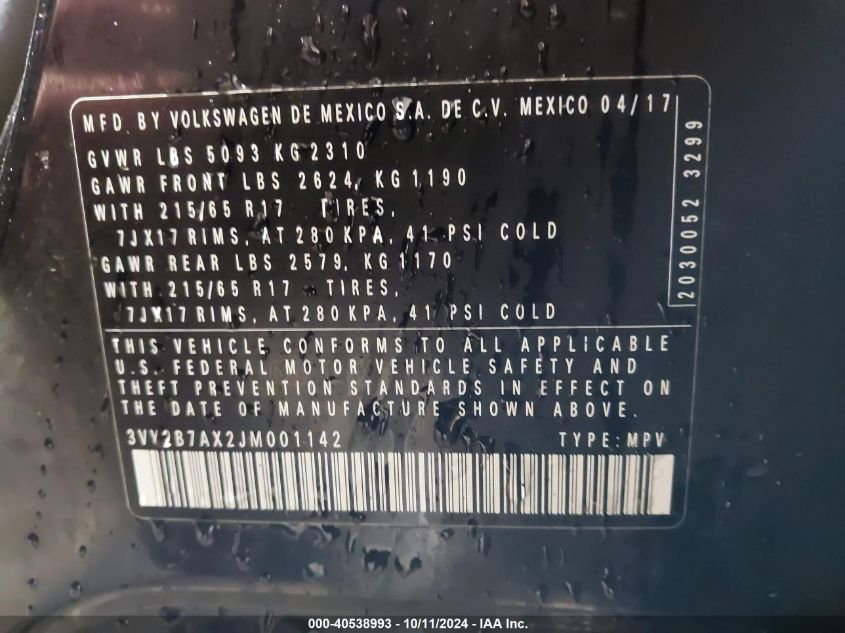 MFD. BY VOLKSWAGEN DE MEXICO S.A. DE C.V. MEXICO 04/17
GVWR LBS 5093 KG 2310
GAWR FRONT LBS 2624, KG 1190
WITH 215/65 R17 TIRES,
7JX17 RIMS, AT 280 KPA, 41 PSI COLD
GAWR REAR LBS 2579, KG 1170
WITH 215/65 R17 TIRES,
7JX17 RIMS, AT 280 KPA, 41 PSI COLD
2030052 3299
THIS VEHICLE CONFORMS TO ALL APPLICABLE
U.S. FEDERAL MOTOR VEHICLE SAFETY AND
THEFT PREVENTION STANDARDS IN EFFECT ON
THE DATE OF MANUFACTURE SHOWN ABOVE.
3VV2B7AX2JM001142 TYPE: MPV
000-40538993 - 10/11/2024 - IAA Inc.